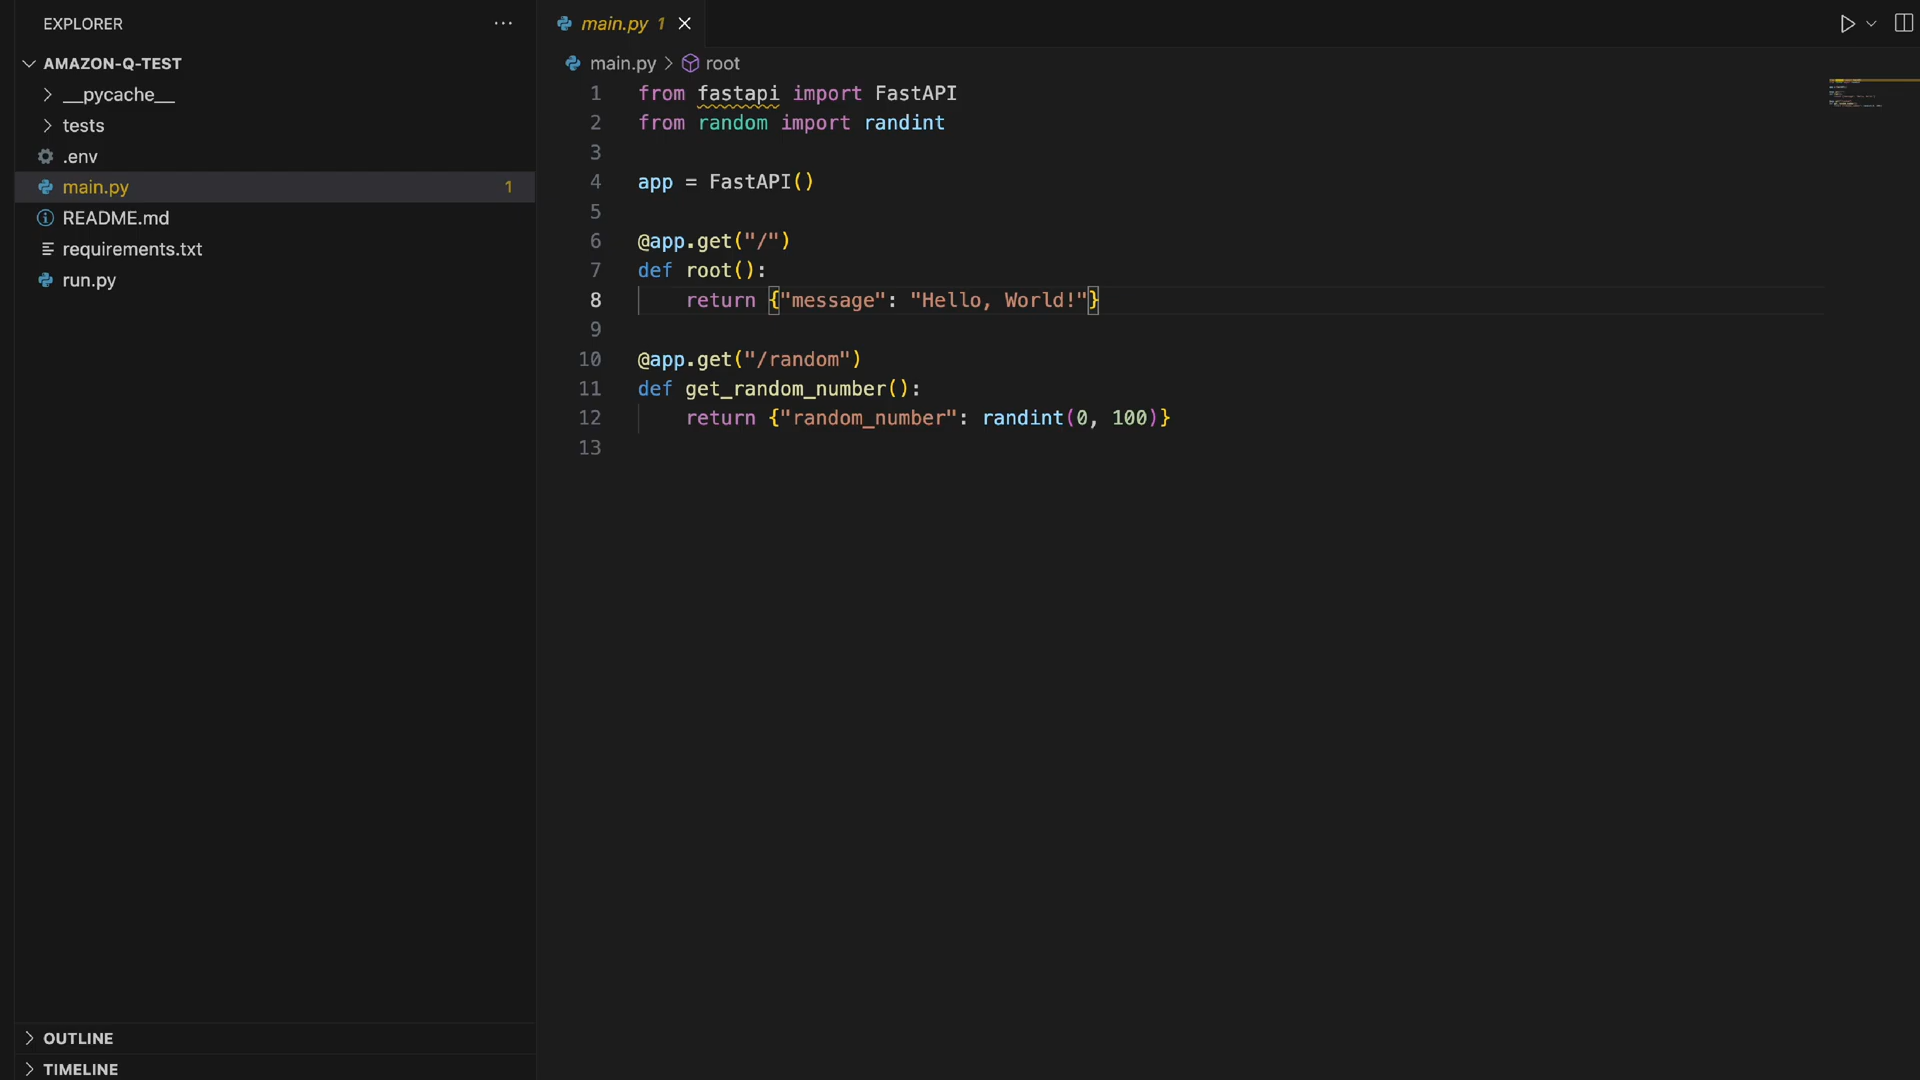 EXPLORER
AMAZON-Q-TEST
__pycache__
tests
.env
main.py 1
README.md
requirements.txt
run.py
OUTLINE
TIMELINE
main.py 1
main.py > root
1 from fastapi import FastAPI
2 from random import randint
3
4 app = FastAPI()
5
6 @app.get("/")
7 def root():
8     return {"message": "Hello, World!"}
9
10 @app.get("/random")
11 def get_random_number():
12     return {"random_number": randint(0, 100)}
13